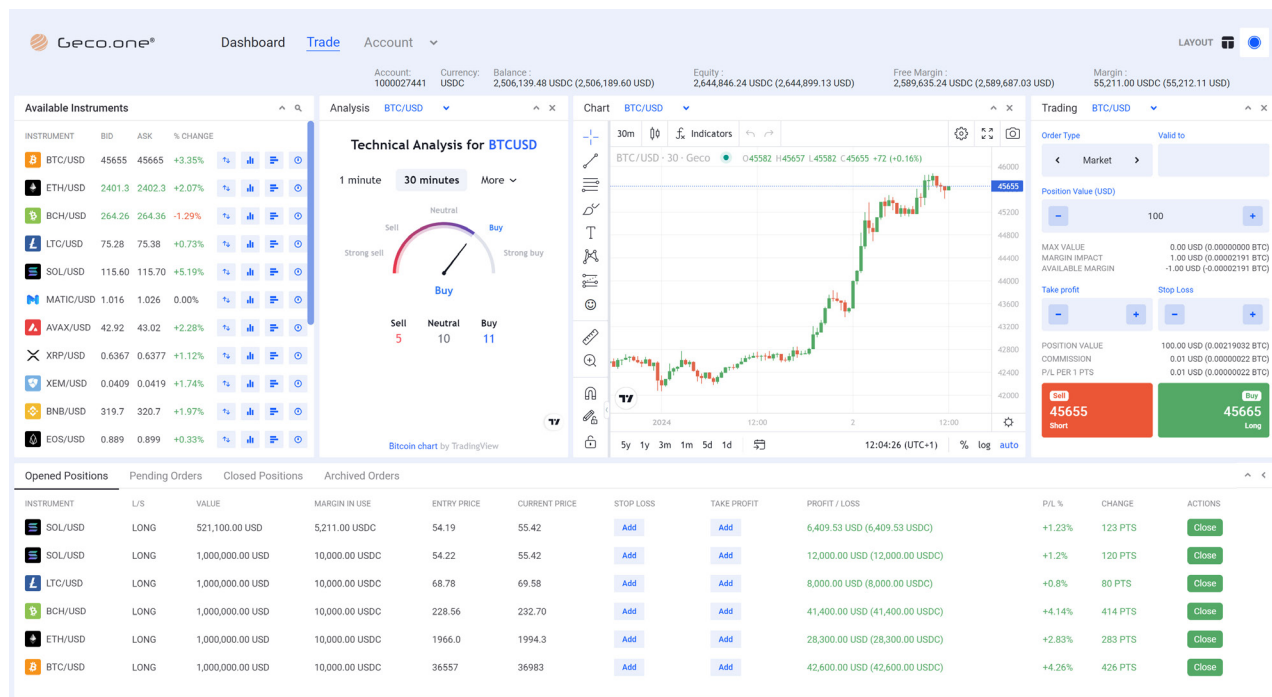 Geco.one®
Dashboard Trade Account
LAYOUT
Account: Currency: Balance : Equity : Free Margin : Margin :
1000027441 USDC 2,506,139.48 USDC (2,506,189.60 USD) 2,644,846.24 USDC (2,644,899.13 USD) 2,589,635.24 USDC (2,589,687.03 USD) 55,211.00 USDC (55,212.11 USD)
Available Instruments
INSTRUMENT BID ASK % CHANGE
BTC/USD 45655 45665 +3.35%
ETH/USD 2401.3 2402.3 +2.07%
BCH/USD 264.26 264.36 -1.29%
LTC/USD 75.28 75.38 +0.73%
SOL/USD 115.60 115.70 +5.19%
MATIC/USD 1.016 1.026 0.00%
AVAX/USD 42.92 43.02 +2.28%
XRP/USD 0.6367 0.6377 +1.12%
XEM/USD 0.0409 0.0419 +1.74%
BNB/USD 319.7 320.7 +1.97%
EOS/USD 0.889 0.899 +0.33%
Analysis BTC/USD
Technical Analysis for BTCUSD
1 minute 30 minutes More
Neutral
Sell Buy
Strong sell Strong buy
Buy
Sell Neutral Buy
5 10 11
Bitcoin chart by TradingView
Chart BTC/USD
30m Indicators
BTC/USD · 30 · Geco O45582 H45657 L45582 C45655 +72 (+0.16%)
46000
45655
45200
44800
44400
44000
43600
43200
42800
42400
42000
2024 12:00 2 12:00
5y 1y 3m 1m 5d 1d 12:04:26 (UTC+1) % log auto
Trading BTC/USD
Order Type Valid to
Market
Position Value (USD)
100
MAX VALUE 0.00 USD (0.00000000 BTC)
MARGIN IMPACT 1.00 USD (0.00002191 BTC)
AVAILABLE MARGIN -1.00 USD (-0.00002191 BTC)
Take profit Stop Loss
POSITION VALUE 100.00 USD (0.00219032 BTC)
COMMISSION 0.01 USD (0.00000022 BTC)
P/L PER 1 PTS 0.01 USD (0.00000022 BTC)
Sell Buy
45655 45665
Short Long
Opened Positions Pending Orders Closed Positions Archived Orders
INSTRUMENT L/S VALUE MARGIN IN USE ENTRY PRICE CURRENT PRICE STOP LOSS TAKE PROFIT PROFIT / LOSS P/L % CHANGE ACTIONS
SOL/USD LONG 521,100.00 USD 5,211.00 USDC 54.19 55.42 Add Add 6,409.53 USD (6,409.53 USDC) +1.23% 123 PTS Close
SOL/USD LONG 1,000,000.00 USD 10,000.00 USDC 54.22 55.42 Add Add 12,000.00 USD (12,000.00 USDC) +1.2% 120 PTS Close
LTC/USD LONG 1,000,000.00 USD 10,000.00 USDC 68.78 69.58 Add Add 8,000.00 USD (8,000.00 USDC) +0.8% 80 PTS Close
BCH/USD LONG 1,000,000.00 USD 10,000.00 USDC 228.56 232.70 Add Add 41,400.00 USD (41,400.00 USDC) +4.14% 414 PTS Close
ETH/USD LONG 1,000,000.00 USD 10,000.00 USDC 1966.0 1994.3 Add Add 28,300.00 USD (28,300.00 USDC) +2.83% 283 PTS Close
BTC/USD LONG 1,000,000.00 USD 10,000.00 USDC 36557 36983 Add Add 42,600.00 USD (42,600.00 USDC) +4.26% 426 PTS Close